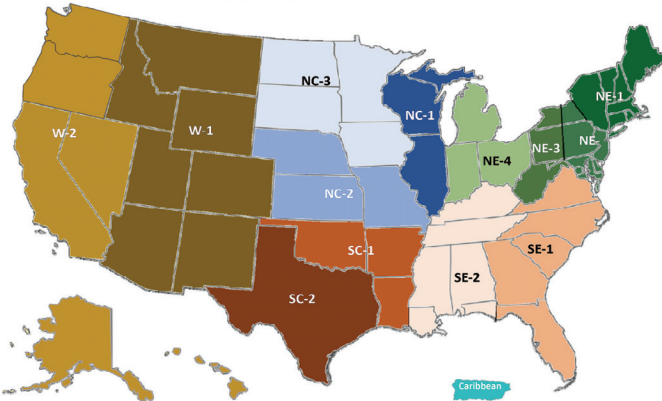 NC-3
NE-1
NC-1
W-2
W-1
NE-3
NE-
NE-4
NC-2
SC-1
SE-1
SE-2
SC-2
Caribbean